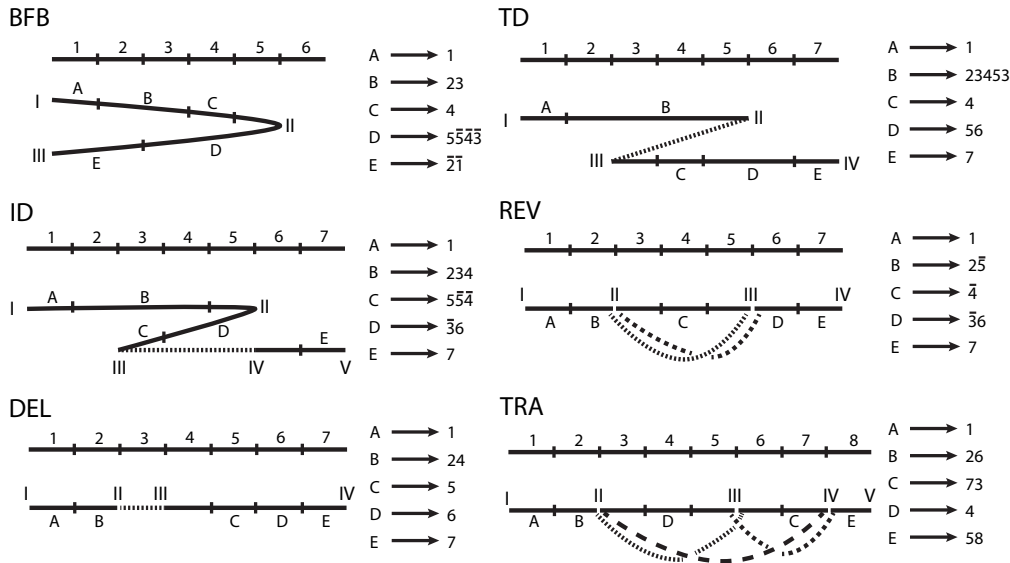 BFB
1 2 3 4 5 6
I A B C II
III E D
A → 1
B → 23
C → 4
D → 55̅4̅3̅
E → 2̅1̅
TD
1 2 3 4 5 6 7
I A B II
III C D E IV
A → 1
B → 23453
C → 4
D → 56
E → 7
ID
1 2 3 4 5 6 7
I A B II
C D E
III IV V
A → 1
B → 234
C → 55̅4̅
D → 3̅6
E → 7
REV
1 2 3 4 5 6 7
I II III IV
A B C D E
A → 1
B → 25̅
C → 4̅
D → 3̅6
E → 7
DEL
1 2 3 4 5 6 7
I II III IV
A B C D E
A → 1
B → 24
C → 5
D → 6
E → 7
TRA
1 2 3 4 5 6 7 8
I II III IV V
A B D C E
A → 1
B → 26
C → 73
D → 4
E → 58